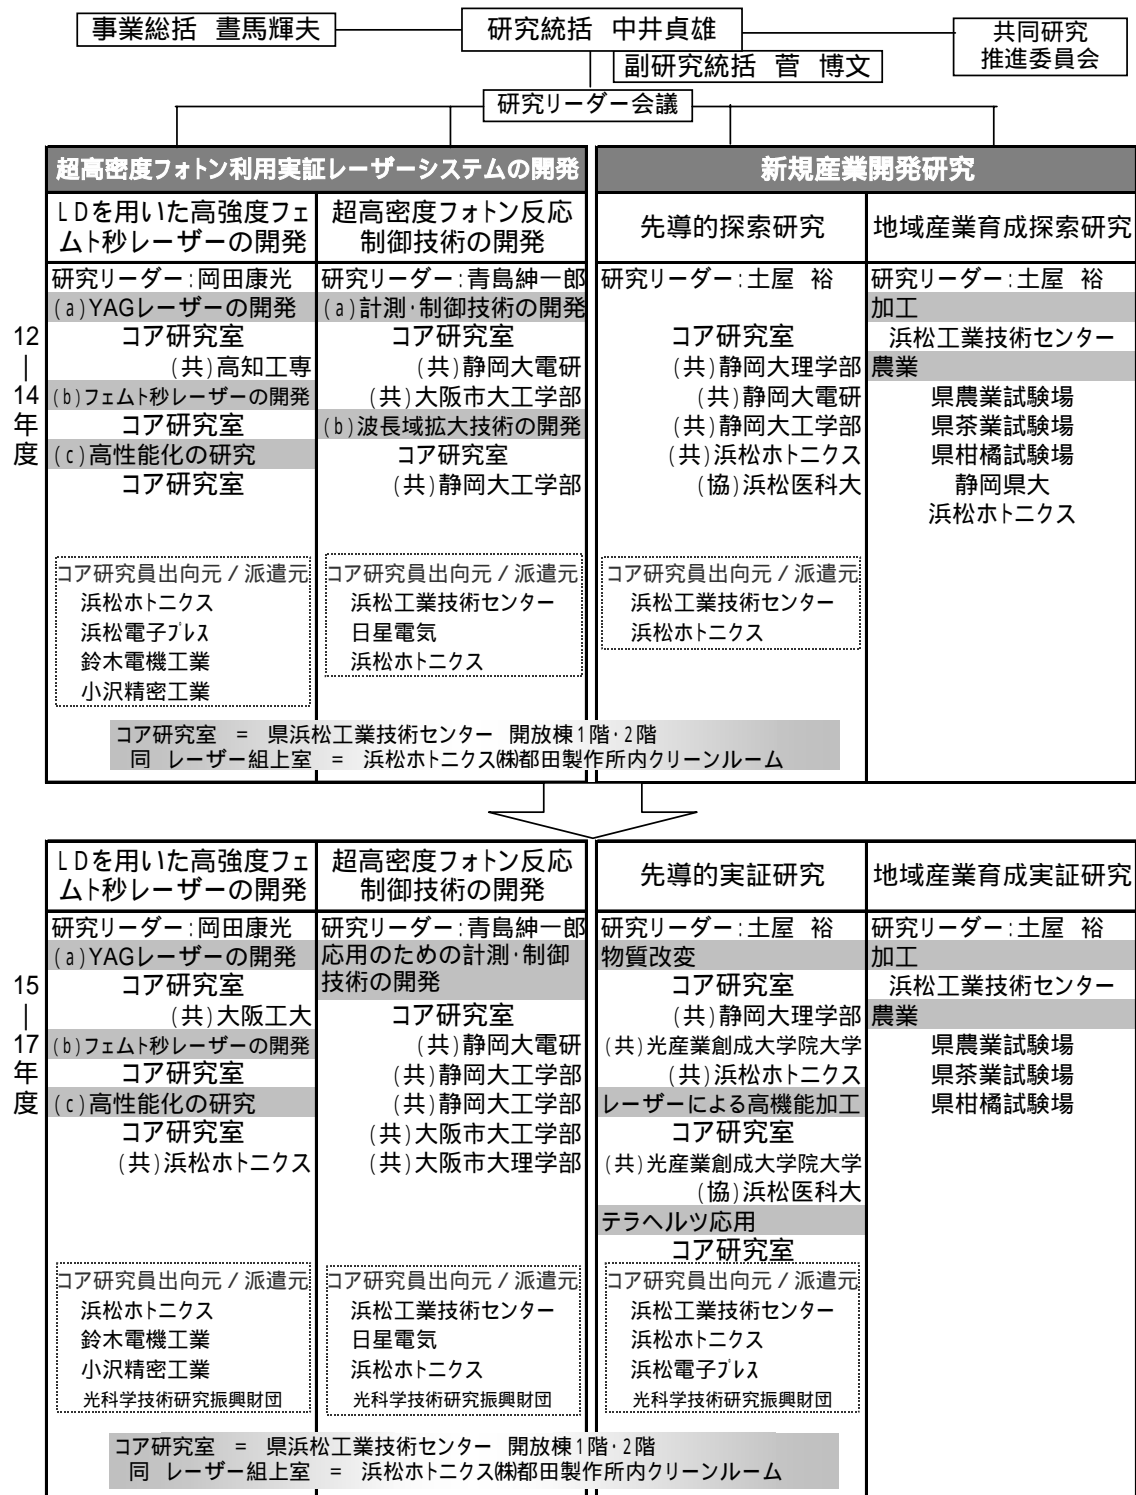 事業総括 晝馬輝夫
研究統括 中井貞雄
共同研究
推進委員会
副研究統括 菅 博文
研究リーダー会議
超高密度フォトン利用実証レーザーシステムの開発
新規産業開発研究
12
|
14
年
度
LDを用いた高強度フェ
ムト秒レーザーの開発
研究リーダー:岡田康光
(a)YAGレーザーの開発
コア研究室
(共)高知工専
(b)フェムト秒レーザーの開発
コア研究室
(c)高性能化の研究
コア研究室
コア研究員出向元/派遣元
浜松ホトニクス
浜松電子プレス
鈴木電機工業
小沢精密工業
超高密度フォトン反応
制御技術の開発
研究リーダー:青島紳一郎
(a)計測・制御技術の開発
コア研究室
(共)静岡大電研
(共)大阪市大工学部
(b)波長域拡大技術の開発
コア研究室
(共)静岡大工学部
コア研究員出向元/派遣元
浜松工業技術センター
日星電気
浜松ホトニクス
先導的探索研究
研究リーダー:土屋 裕
コア研究室
(共)静岡大理学部
(共)静岡大電研
(共)静岡大工学部
(共)浜松ホトニクス
(協)浜松医科大
コア研究員出向元/派遣元
浜松工業技術センター
浜松ホトニクス
地域産業育成探索研究
研究リーダー:土屋 裕
加工
浜松工業技術センター
農業
県農業試験場
県茶業試験場
県柑橘試験場
静岡県大
浜松ホトニクス
コア研究室 = 県浜松工業技術センター 開放棟1階・2階
同 レーザー組上室 = 浜松ホトニクス㈱都田製作所内クリーンルーム
15
|
17
年
度
LDを用いた高強度フェ
ムト秒レーザーの開発
研究リーダー:岡田康光
(a)YAGレーザーの開発
コア研究室
(共)大阪工大
(b)フェムト秒レーザーの開発
コア研究室
(c)高性能化の研究
コア研究室
(共)浜松ホトニクス
コア研究員出向元/派遣元
浜松ホトニクス
鈴木電機工業
小沢精密工業
光科学技術研究振興財団
超高密度フォトン反応
制御技術の開発
研究リーダー:青島紳一郎
応用のための計測・制御
技術の開発
コア研究室
(共)静岡大電研
(共)静岡大工学部
(共)静岡大工学部
(共)大阪市大工学部
(共)大阪市大理学部
コア研究員出向元/派遣元
浜松工業技術センター
日星電気
浜松ホトニクス
光科学技術研究振興財団
先導的実証研究
研究リーダー:土屋 裕
物質改変
コア研究室
(共)静岡大理学部
(共)光産業創成大学院大学
(共)浜松ホトニクス
レーザーによる高機能加工
コア研究室
(共)光産業創成大学院大学
(協)浜松医科大
テラヘルツ応用
コア研究室
コア研究員出向元/派遣元
浜松工業技術センター
浜松ホトニクス
浜松電子プレス
光科学技術研究振興財団
地域産業育成実証研究
研究リーダー:土屋 裕
加工
浜松工業技術センター
農業
県農業試験場
県茶業試験場
県柑橘試験場
コア研究室 = 県浜松工業技術センター 開放棟1階・2階
同 レーザー組上室 = 浜松ホトニクス㈱都田製作所内クリーンルーム